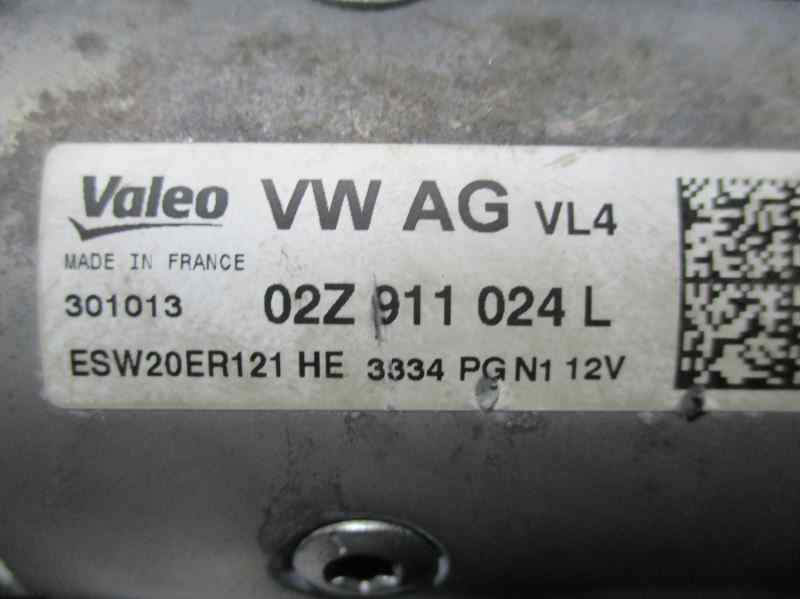 Valeo VW AG VL4
MADE IN FRANCE
301013 02Z 911 024 L
ESW20ER121 HE 3334 PG N1 12V